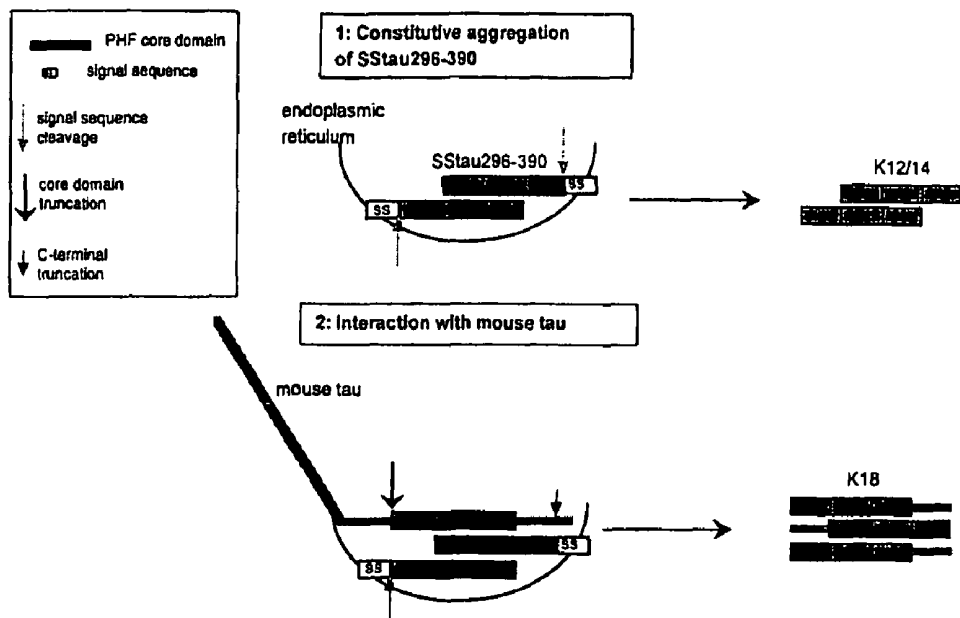 PHF core domain
signal sequence
signal sequence
cleavage
core domain
truncation
C-terminal
truncation
1: Constitutive aggregation
of SStau296-390
endoplasmic
reticulum
SStau296-390
SS
SS
K12/14
2: Interaction with mouse tau
mouse tau
SS
SS
K18